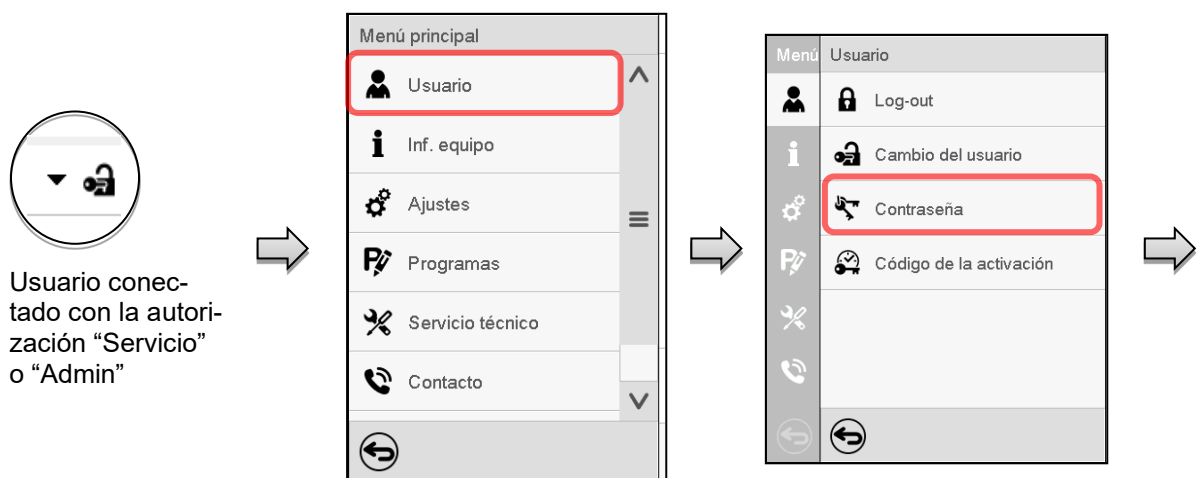 Usuario conec-
tado con la autori-
zación “Servicio”
o “Admin”
Menú principal
Usuario
Inf. equipo
Ajustes
Programas
Servicio técnico
Contacto
Menú
Usuario
Log-out
Cambio del usuario
Contraseña
Código de la activación